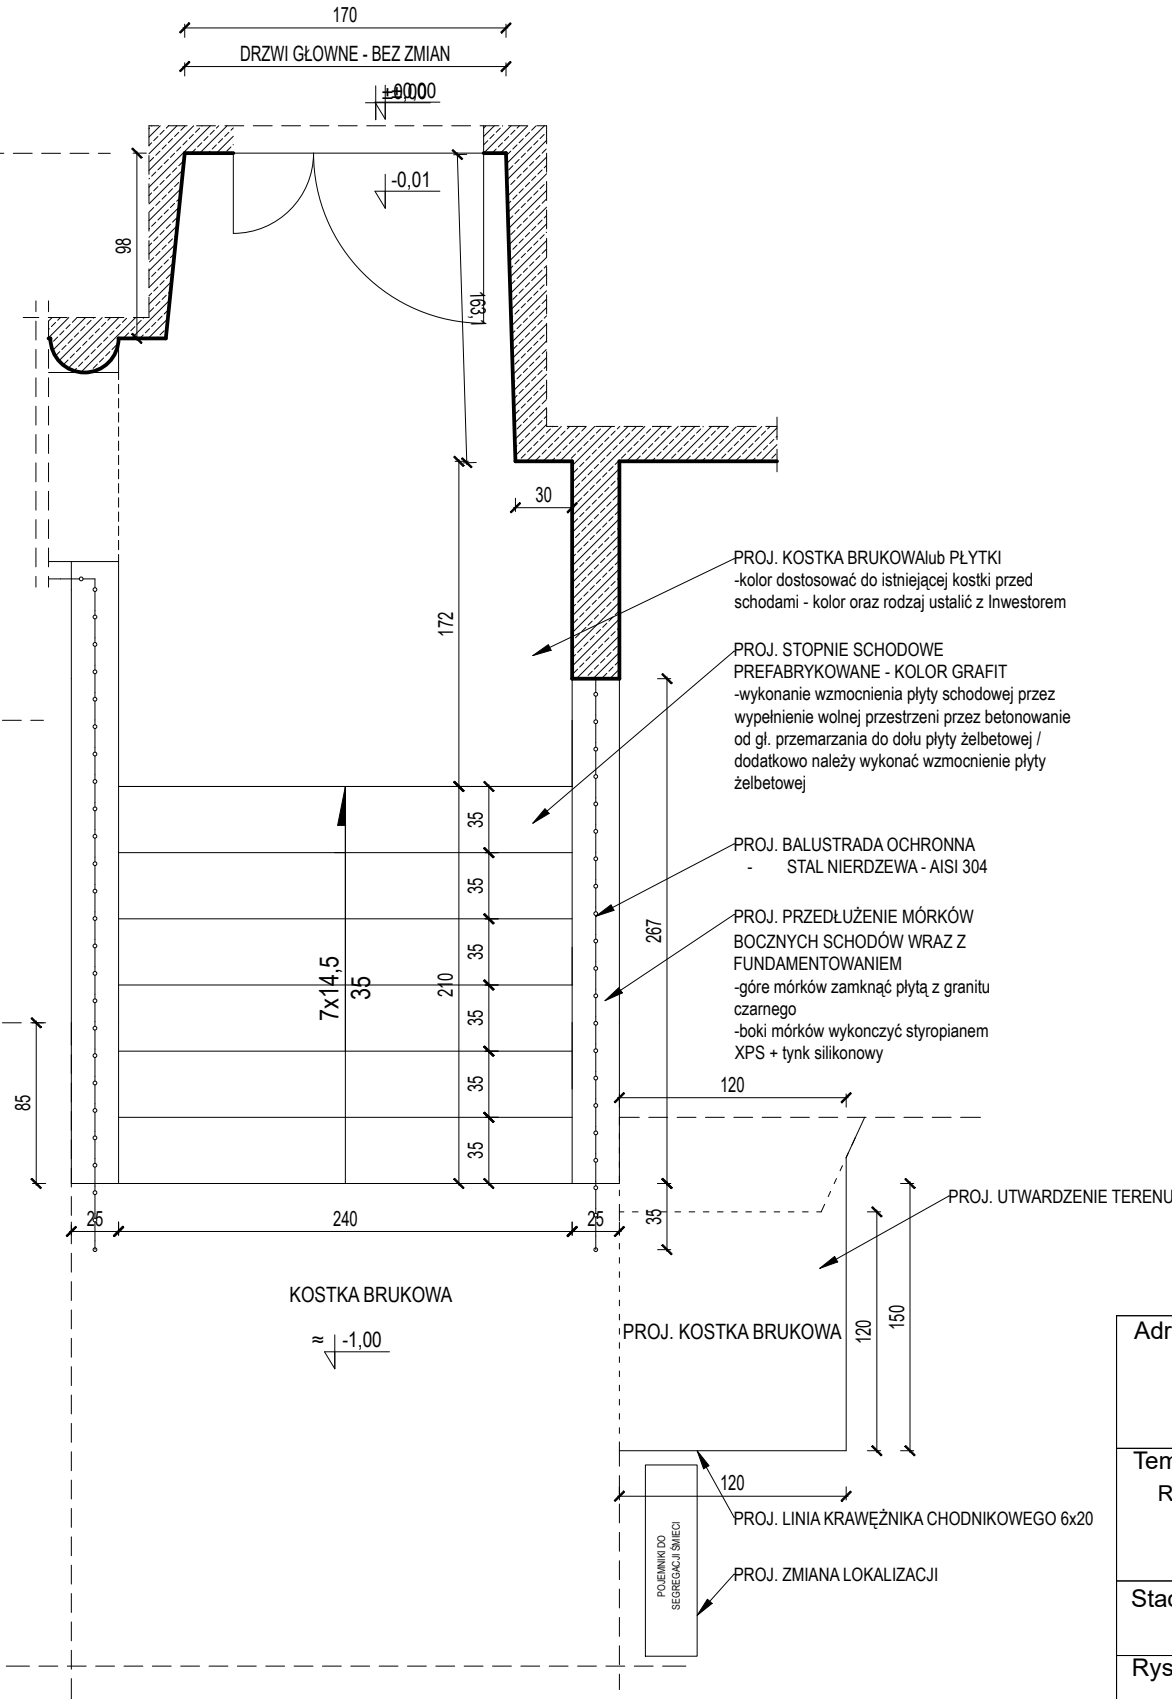 170
DRZWI GŁOWNE - BEZ ZMIAN
±0,00
-0,01
98
163,1
30
172
PROJ. KOSTKA BRUKOWAlub PŁYTKI
-kolor dostosować do istniejącej kostki przed
schodami - kolor oraz rodzaj ustalić z Inwestorem
PROJ. STOPNIE SCHODOWE
PREFABRYKOWANE - KOLOR GRAFIT
-wykonanie wzmocnienia płyty schodowej przez
wypełnienie wolnej przestrzeni przez betonowanie
od gł. przemarzania do dołu płyty żelbetowej /
dodatkowo należy wykonać wzmocnienie płyty
żelbetowej
PROJ. BALUSTRADA OCHRONNA
- STAL NIERDZEWA - AISI 304
PROJ. PRZEDŁUŻENIE MÓRKÓW
BOCZNYCH SCHODÓW WRAZ Z
FUNDAMENTOWANIEM
-góre mórków zamknąć płytą z granitu
czarnego
-boki mórków wykonczyć styropianem
XPS + tynk silikonowy
35
35
35
35
35
35
210
7x14,5
35
267
85
120
35
25
240
25
PROJ. UTWARDZENIE TERENU
KOSTKA BRUKOWA
≈ -1,00
PROJ. KOSTKA BRUKOWA
120
150
120
PROJ. LINIA KRAWĘŻNIKA CHODNIKOWEGO 6x20
POJEMNIKI DO
SEGREGACJI ŚMIECI
PROJ. ZMIANA LOKALIZACJI
Adr
Tem
R
Stac
Rys